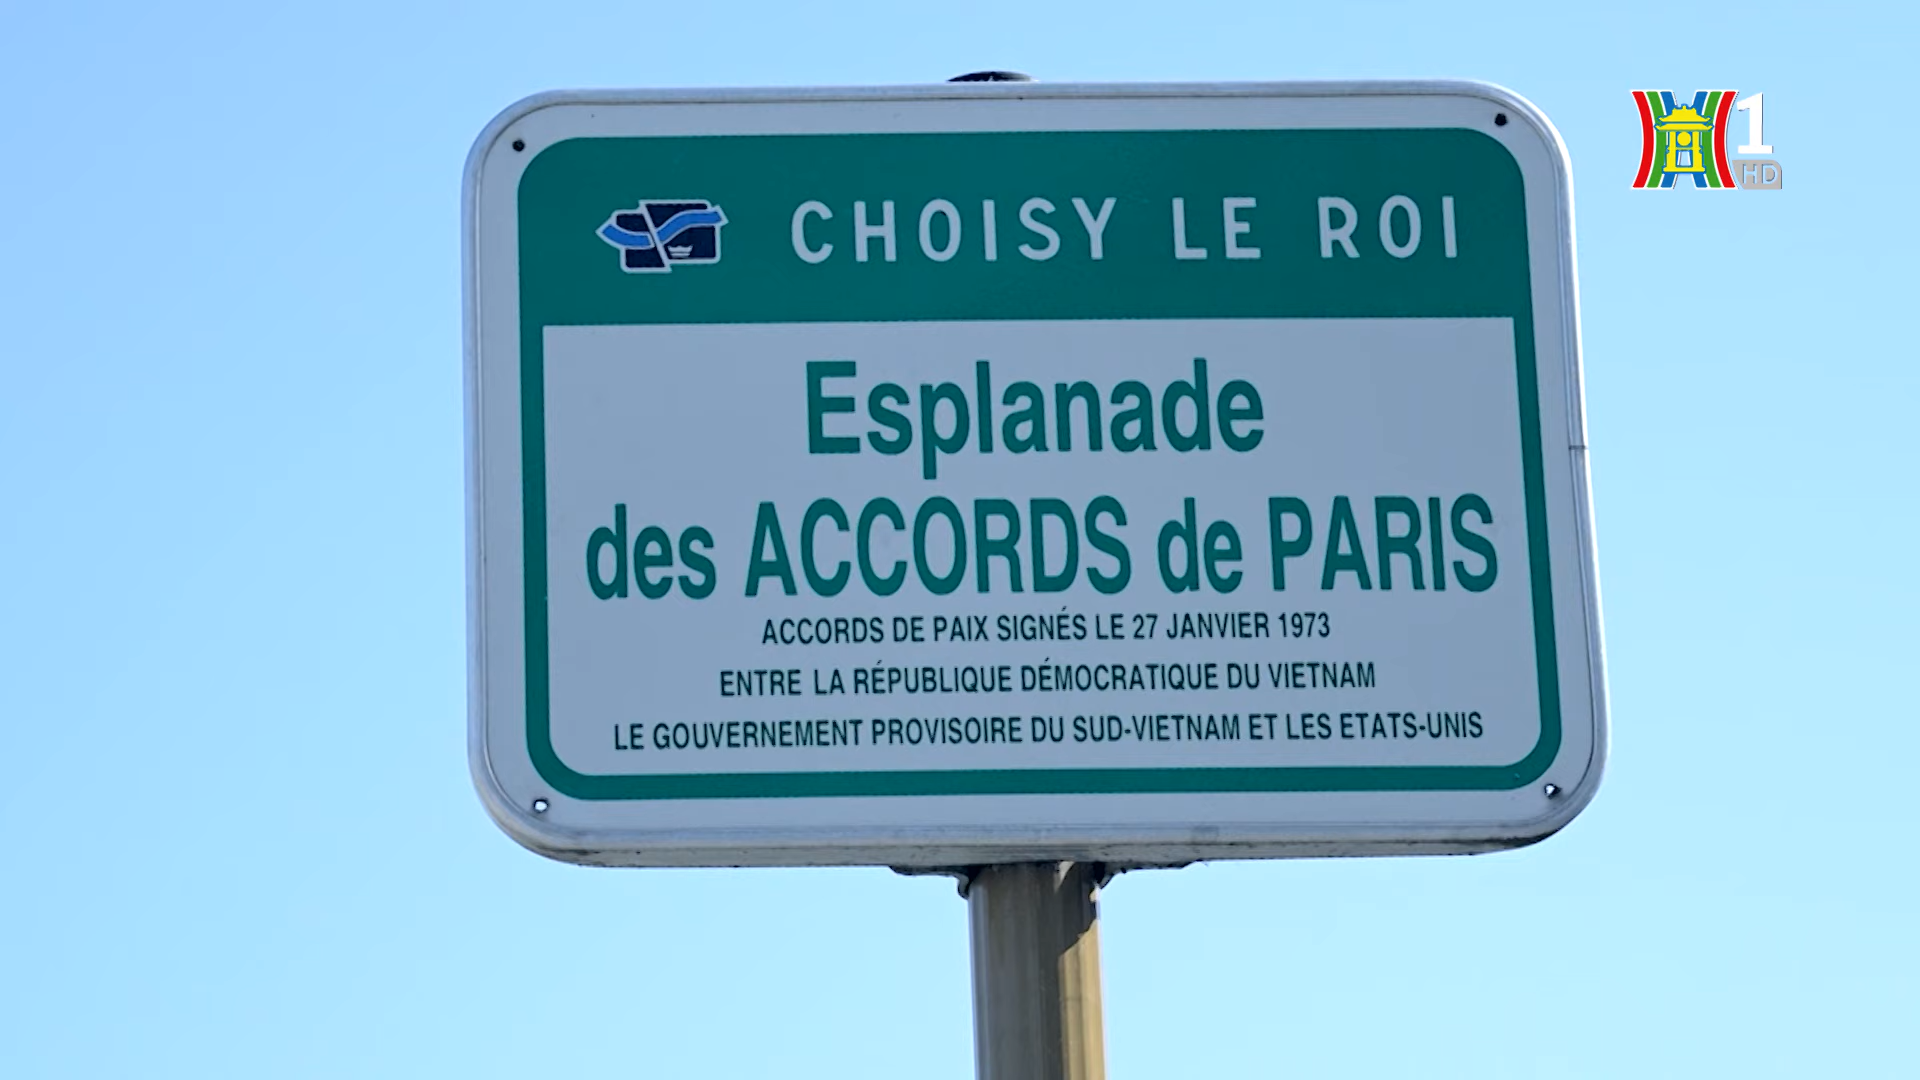 1
HD
CHOISY LE ROI
Esplanade
des ACCORDS de PARIS
ACCORDS DE PAIX SIGNÉS LE 27 JANVIER 1973
ENTRE LA RÉPUBLIQUE DÉMOCRATIQUE DU VIETNAM
LE GOUVERNEMENT PROVISOIRE DU SUD-VIETNAM ET LES ETATS-UNIS